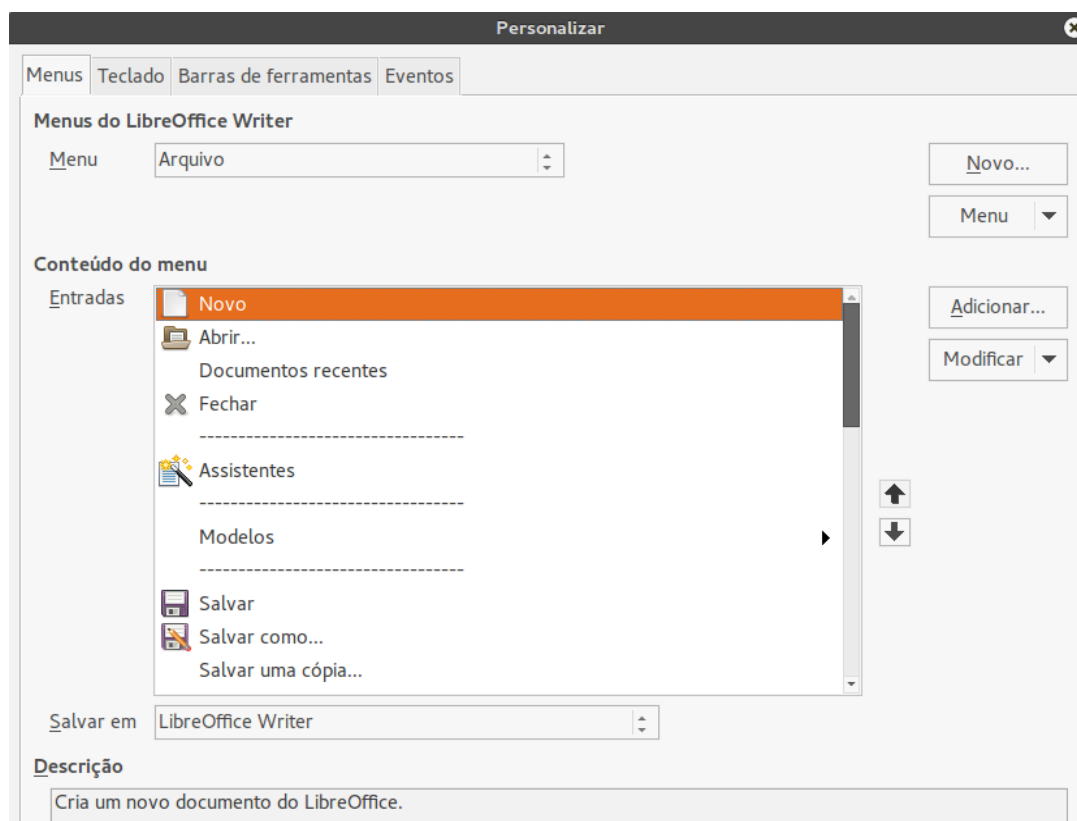 Personalizar
Menus Teclado Barras de ferramentas Eventos
Menus do LibreOffice Writer
Menu Arquivo Novo...
Menu
Conteúdo do menu
Entradas Novo Adicionar...
Abrir...
Modificar
Documentos recentes
Fechar
----------------------------------
Assistentes
----------------------------------
Modelos
----------------------------------
Salvar
Salvar como...
Salvar uma cópia...
Salvar em LibreOffice Writer
Descrição
Cria um novo documento do LibreOffice.